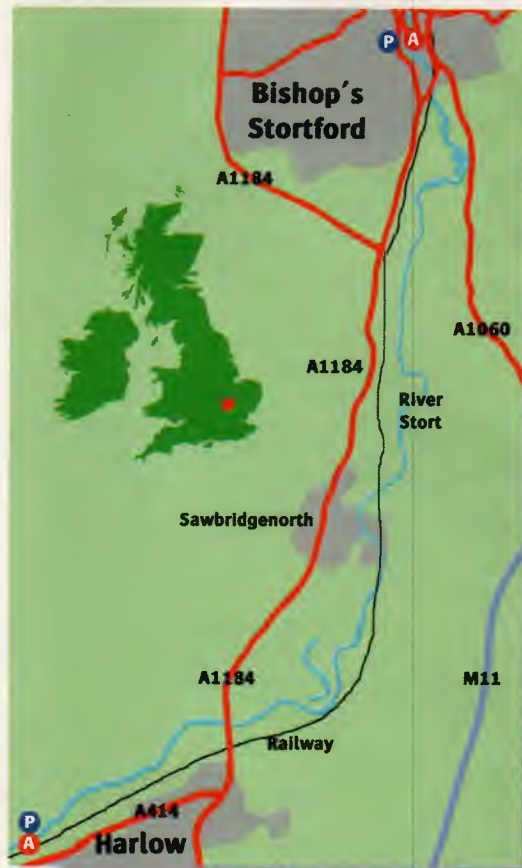 P A
Bishop's
Stortford
A1184
A1060
A1184
River
Stort
Sawbridgenorth
A1184
M11
Railway
A414
P
A
Harlow